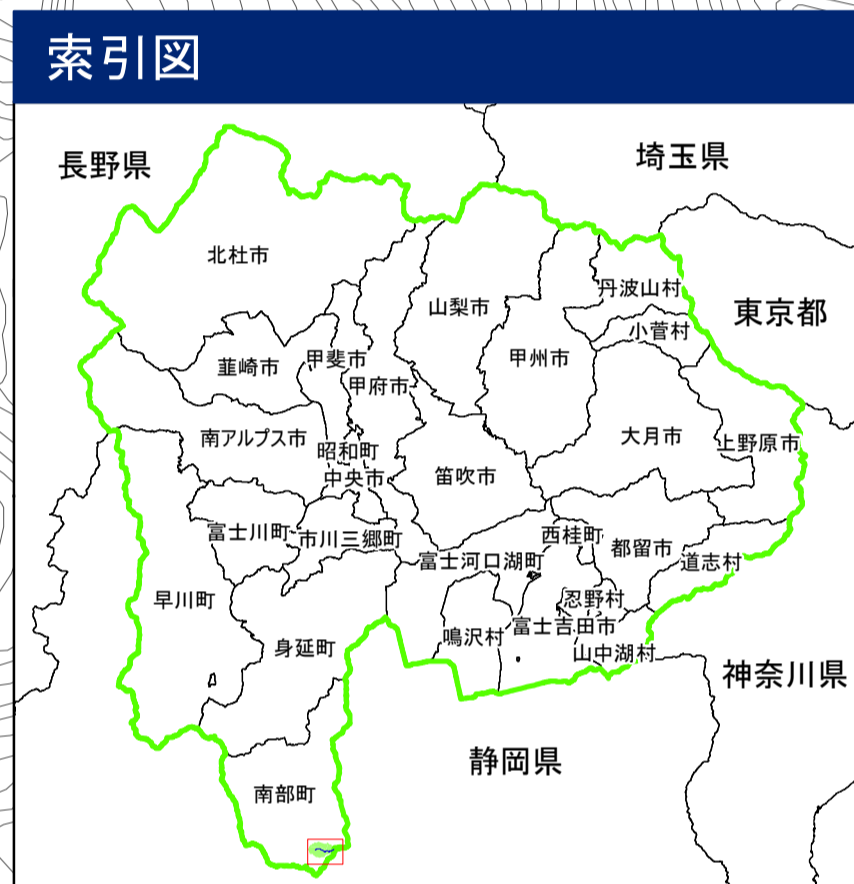 索引図
長野県
埼玉県
北杜市
丹波山村
山梨市
東京都
小菅村
韮崎市
甲斐市
甲州市
甲府市
南アルプス市
大月市
上野原市
昭和町
中央市
笛吹市
富士川町
市川三郷町
西桂町
都留市
富士河口湖町
道志村
早川町
忍野村
富士吉田市
鳴沢村
身延町
山中湖村
神奈川県
静岡県
南部町